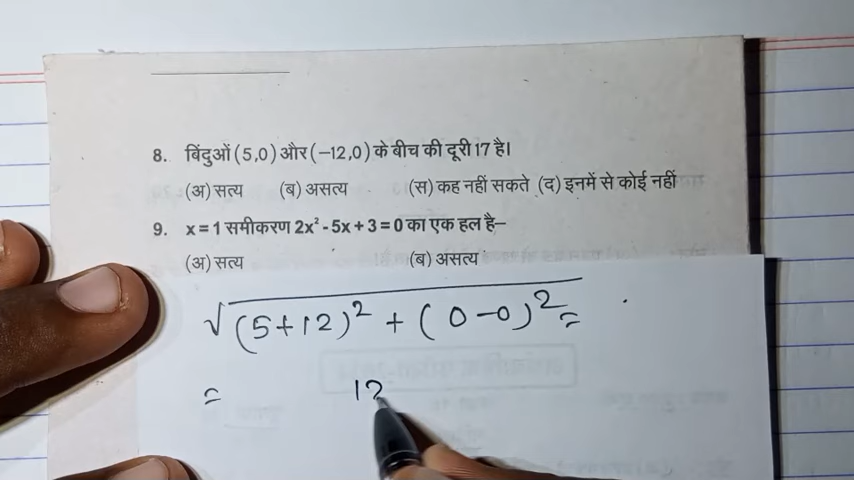 8. बिंदुओं (5,0) और (−12,0) के बीच की दूरी 17 है।
(अ) सत्य (ब) असत्य (स) कह नहीं सकते (द) इनमें से कोई नहीं
9. x = 1 समीकरण 2x² - 5x + 3 = 0 का एक हल है–
(अ) सत्य (ब) असत्य
√(5+12)² + (0-0)² =
= 12